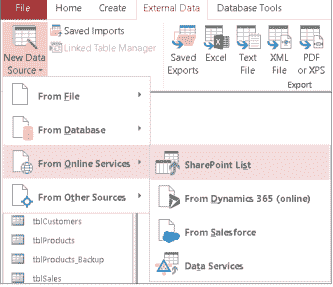 File Home Create External Data Database Tools
New Data Source
Saved Imports
Linked Table Manager
Saved Exports
Excel
Text File
XML File
PDF or XPS
Export
From File
From Database
From Online Services
From Other Sources
SharePoint List
From Dynamics 365 (online)
From Salesforce
Data Services
tblCustomers
tblProducts
tblProducts_Backup
tblSales